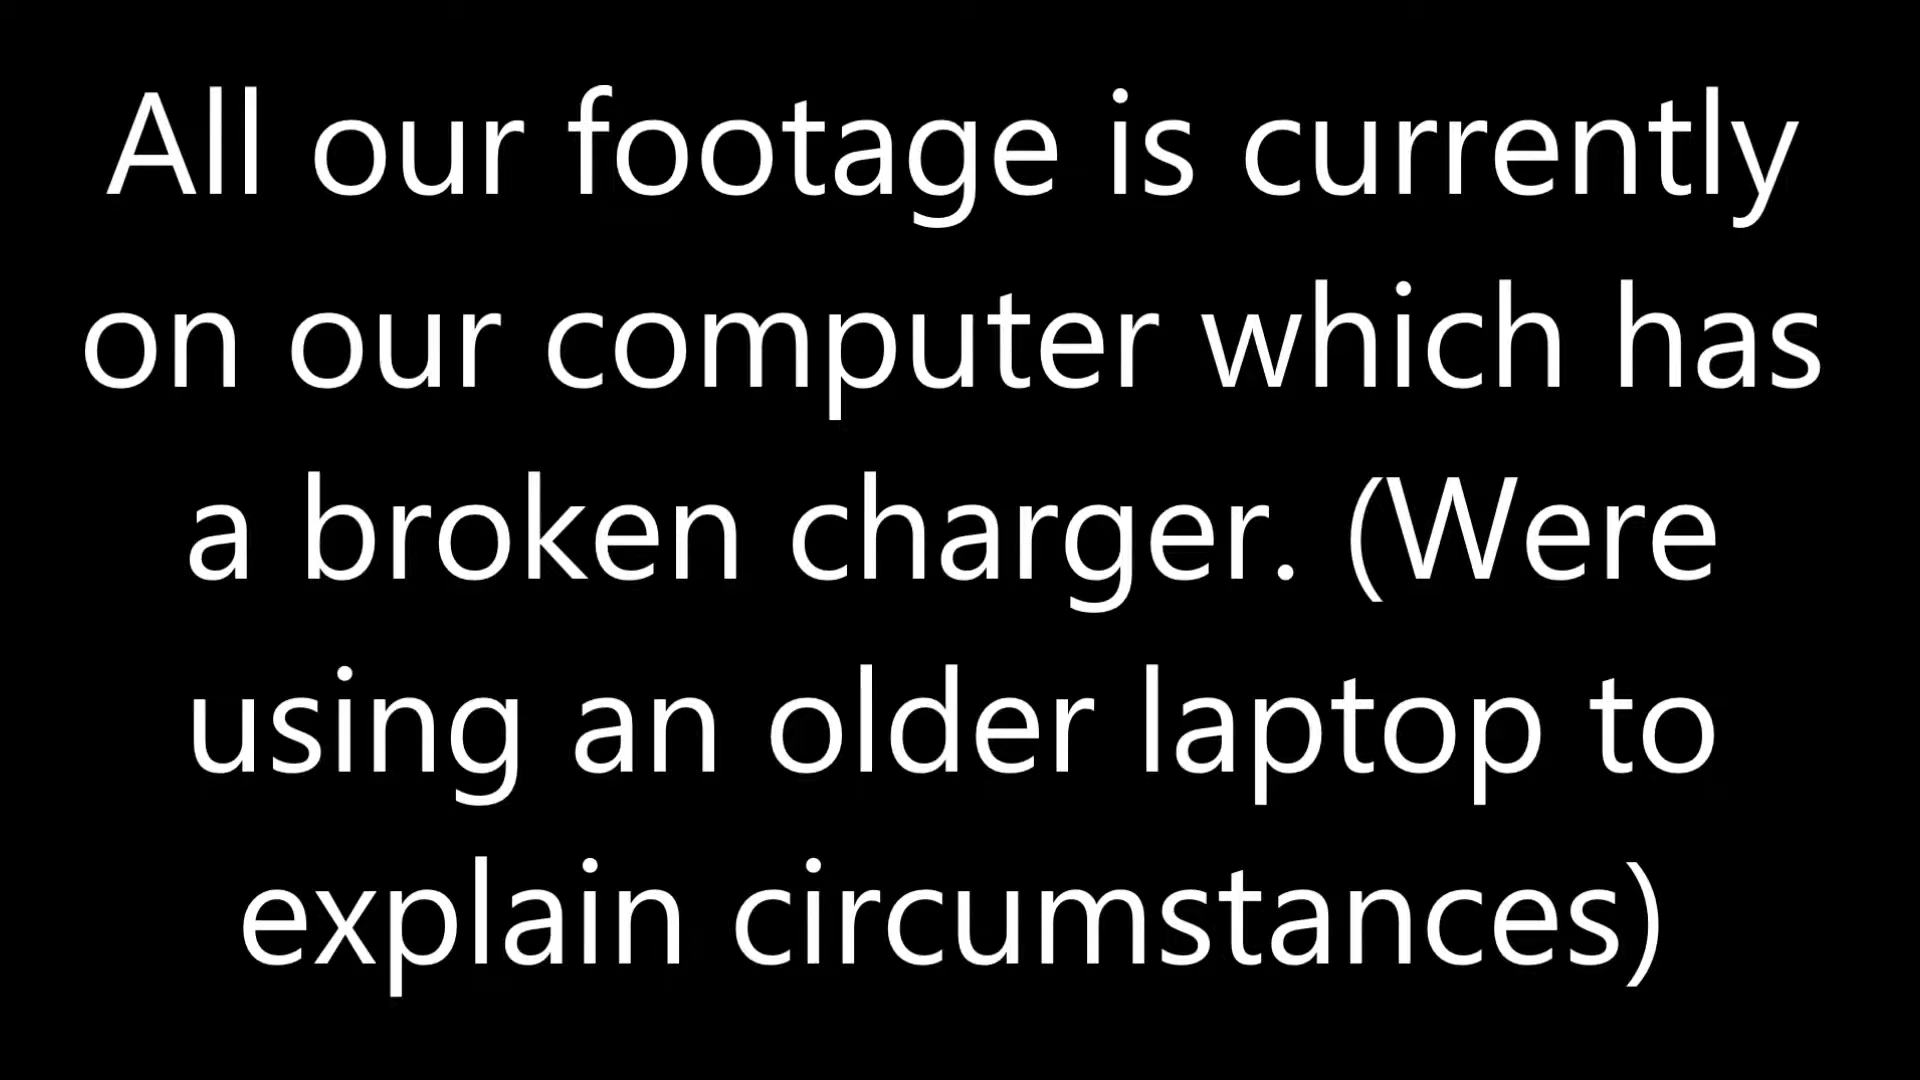 All our footage is currently
on our computer which has
a broken charger. (Were
using an older laptop to
explain circumstances)